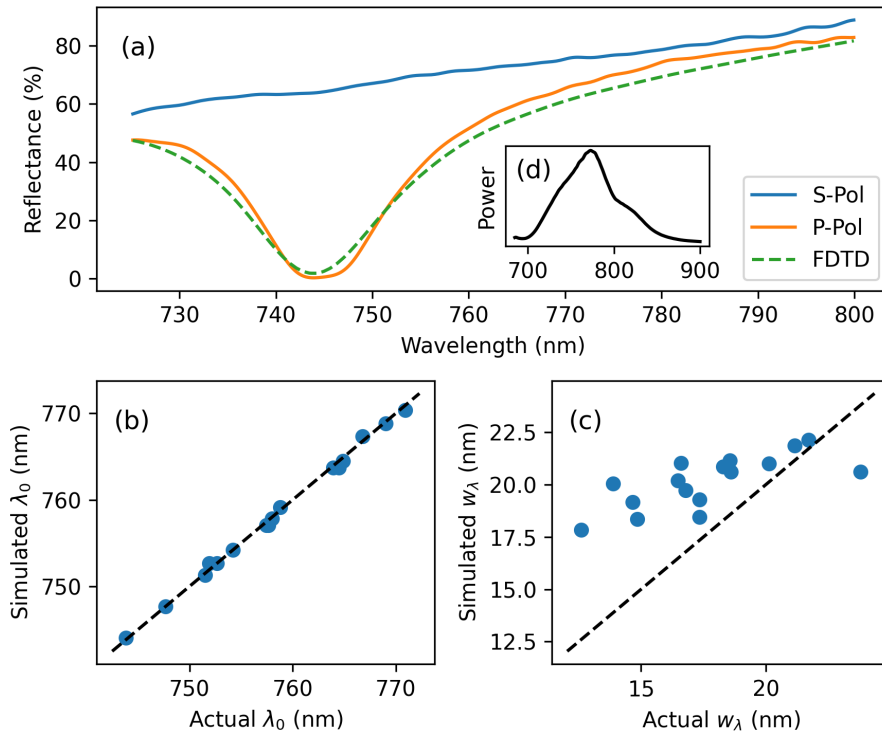 (a)
Reflectance (%)
80
60
40
20
0
730 740 750 760 770 780 790 800
Wavelength (nm)
(d)
Power
700 800 900
S-Pol
P-Pol
FDTD
(b)
Simulated λ₀ (nm)
770
760
750
750 760 770
Actual λ₀ (nm)
(c)
Simulated w_λ (nm)
22.5
20.0
17.5
15.0
12.5
15 20
Actual w_λ (nm)